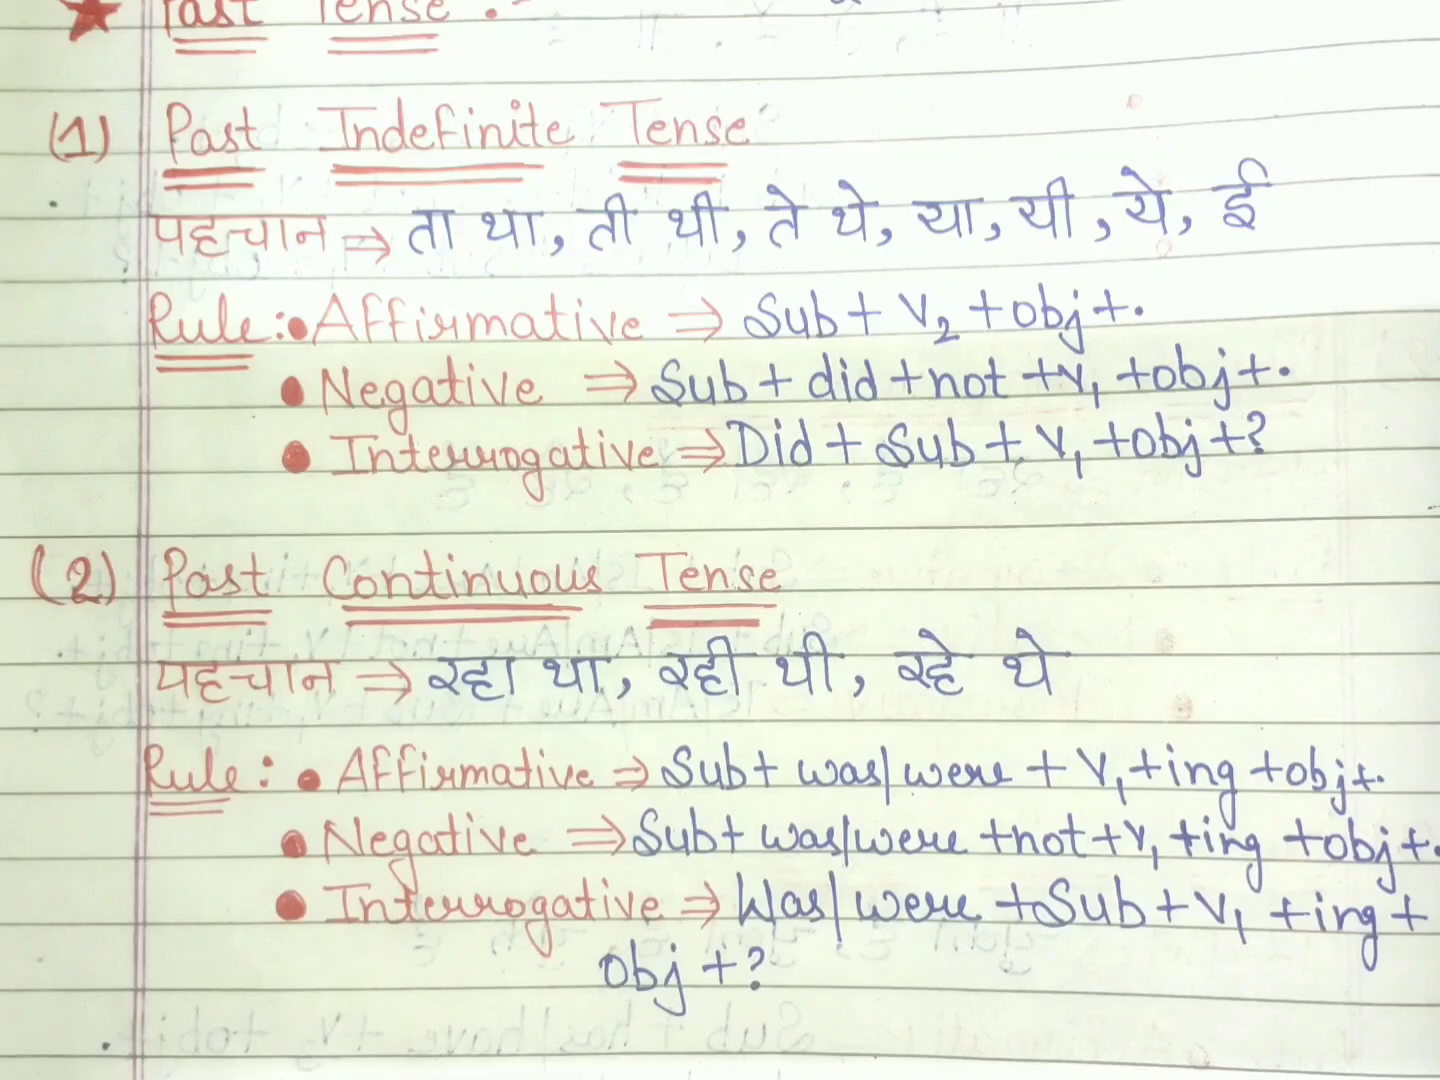 ★ Past Tense :
(1) Past Indefinite Tense
पहचान ⇒ ता था, ती थी, ते थे, या, यी, ये, ई
Rule : • Affirmative ⇒ Sub + V₂ + obj + .
• Negative ⇒ Sub + did + not + V₁ + obj + .
• Interrogative ⇒ Did + Sub + V₁ + obj + ?
(2) Past Continuous Tense
पहचान ⇒ रहा था, रही थी, रहे थे
Rule : • Affirmative ⇒ Sub + was/were + V₁ + ing + obj + .
• Negative ⇒ Sub + was/were + not + V₁ + ing + obj + .
• Interrogative ⇒ Was/were + Sub + V₁ + ing +
obj + ?